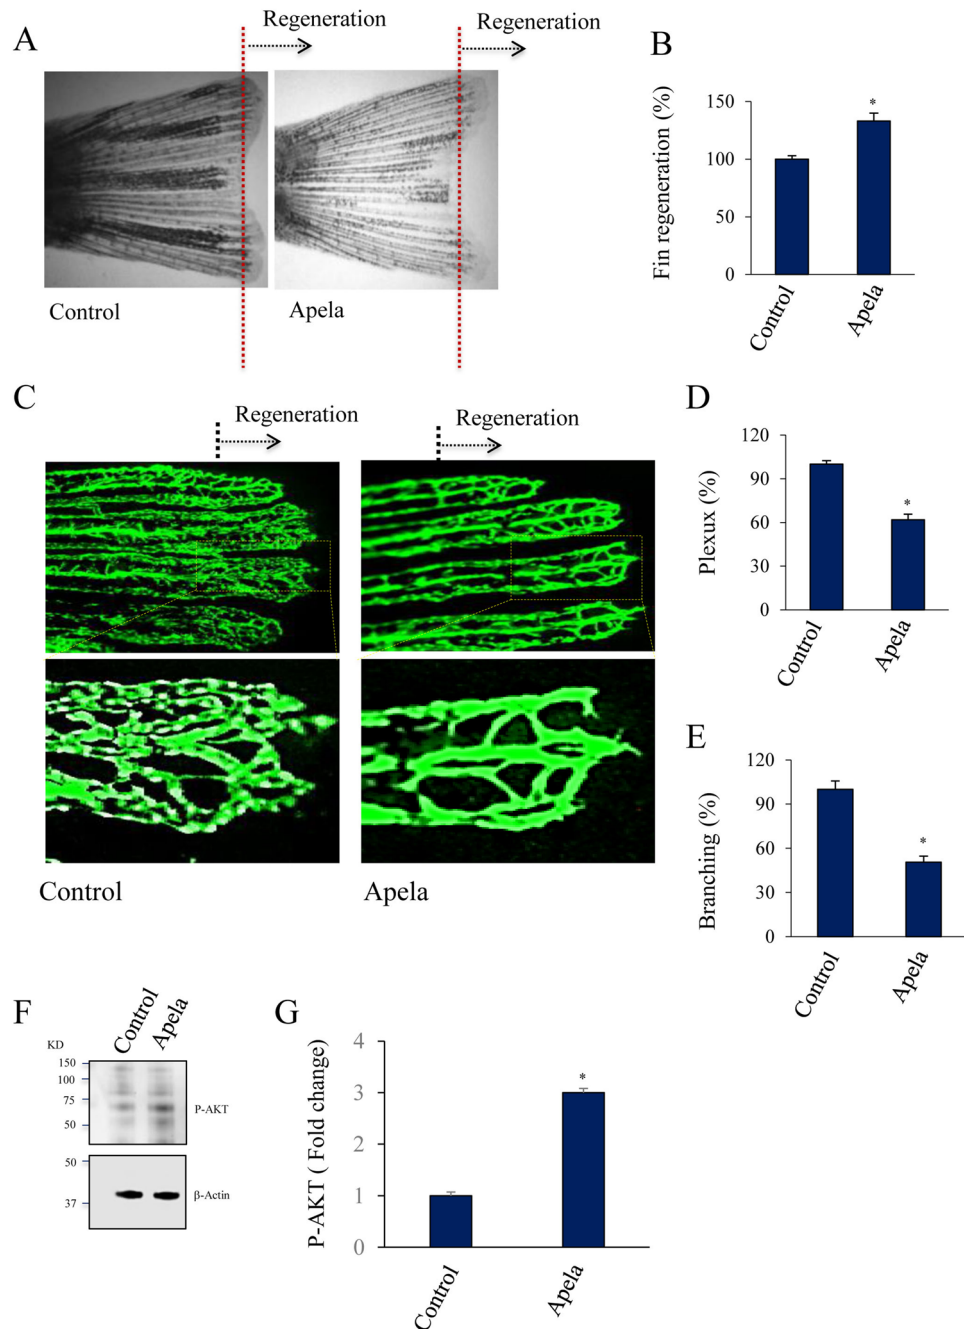 A
Regeneration
Regeneration
Control
Apela
B
Fin regeneration (%)
150
100
50
0
*
Control
Apela
C
Regeneration
Regeneration
Control
Apela
D
Plexux (%)
120
90
60
30
0
*
Control
Apela
E
Branching (%)
120
90
60
30
0
*
Control
Apela
F
Control
Apela
KD
150
100
75
50
P-AKT
50
37
β-Actin
G
P-AKT ( Fold change)
4
3
2
1
0
*
Control
Apela